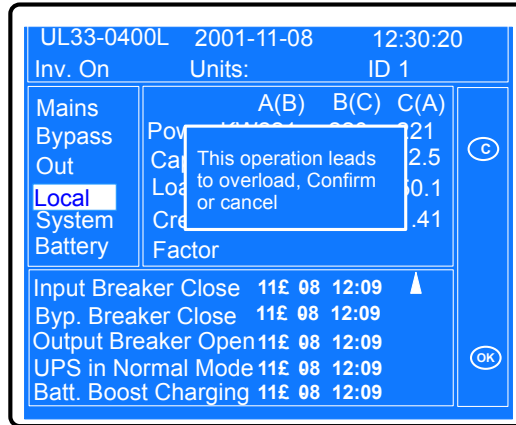 UL33-0400L 2001-11-08 12:30:20
Inv. On Units: ID 1
Mains
Bypass
Out
Local
System
Battery
A(B) B(C) C(A)
Pow
Cap 2.5
Loa 0.1
Cre .41
Factor
This operation leads
to overload, Confirm
or cancel
C
Input Breaker Close 11£ 08 12:09
Byp. Breaker Close 11£ 08 12:09
Output Breaker Open 11£ 08 12:09
UPS in Normal Mode 11£ 08 12:09
Batt. Boost Charging 11£ 08 12:09
OK